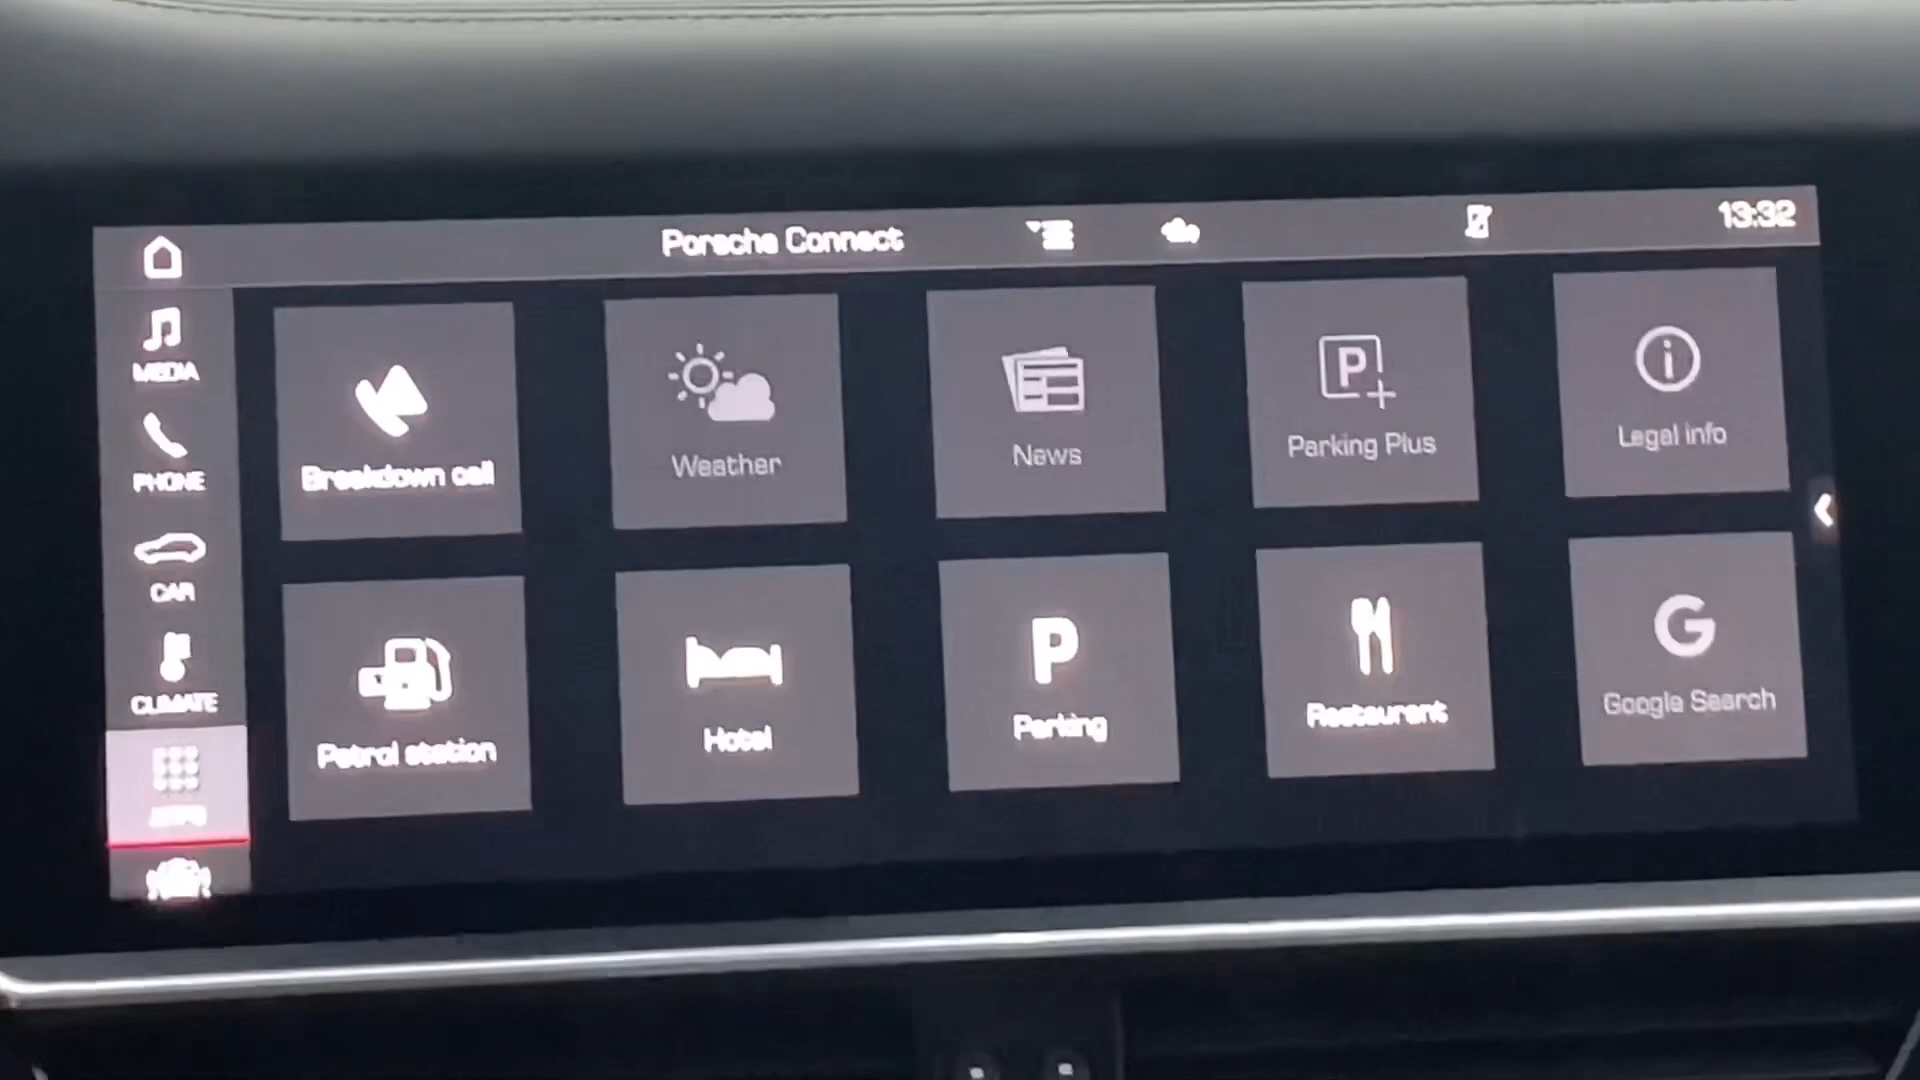 Porsche Connect
13:32
MEDIA
PHONE
CAR
CLIMATE
APPS
Breakdown call
Weather
News
Parking Plus
Legal info
Petrol station
Hotel
Parking
Restaurant
Google Search